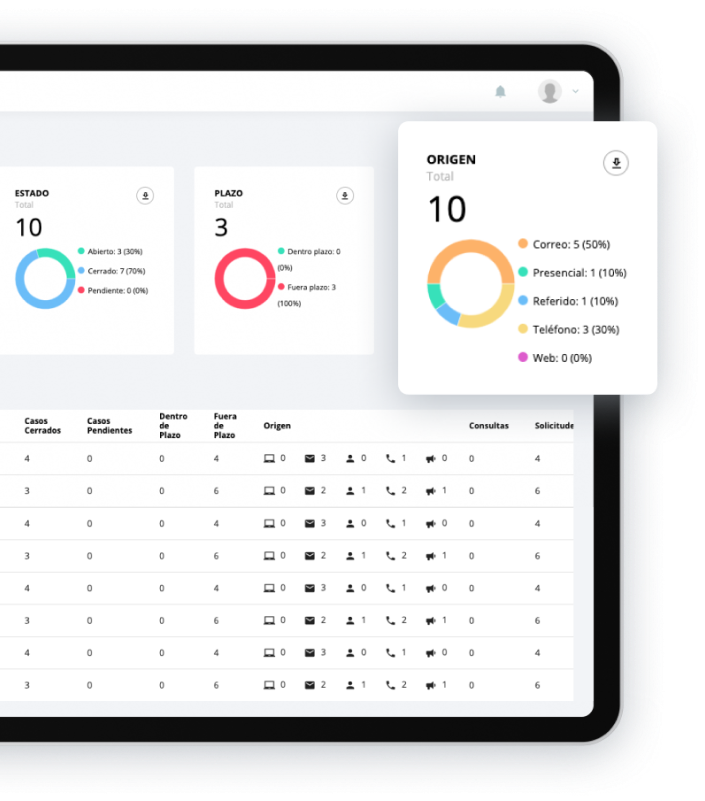 ESTADO
Total
10
Abierto: 3 (30%)
Cerrado: 7 (70%)
Pendiente: 0 (0%)
PLAZO
Total
3
Dentro plazo: 0
(0%)
Fuera plazo: 3
(100%)
ORIGEN
Total
10
Correo: 5 (50%)
Presencial: 1 (10%)
Referido: 1 (10%)
Teléfono: 3 (30%)
Web: 0 (0%)
Casos Cerrados Casos Pendientes Dentro de Plazo Fuera de Plazo Origen Consultas Solicitude
4 0 0 4 0 3 0 1 0 0 4
3 0 0 6 0 2 1 2 1 0 6
4 0 0 4 0 3 0 1 0 0 4
3 0 0 6 0 2 1 2 1 0 6
4 0 0 4 0 3 0 1 0 0 4
3 0 0 6 0 2 1 2 1 0 6
4 0 0 4 0 3 0 1 0 0 4
3 0 0 6 0 2 1 2 1 0 6